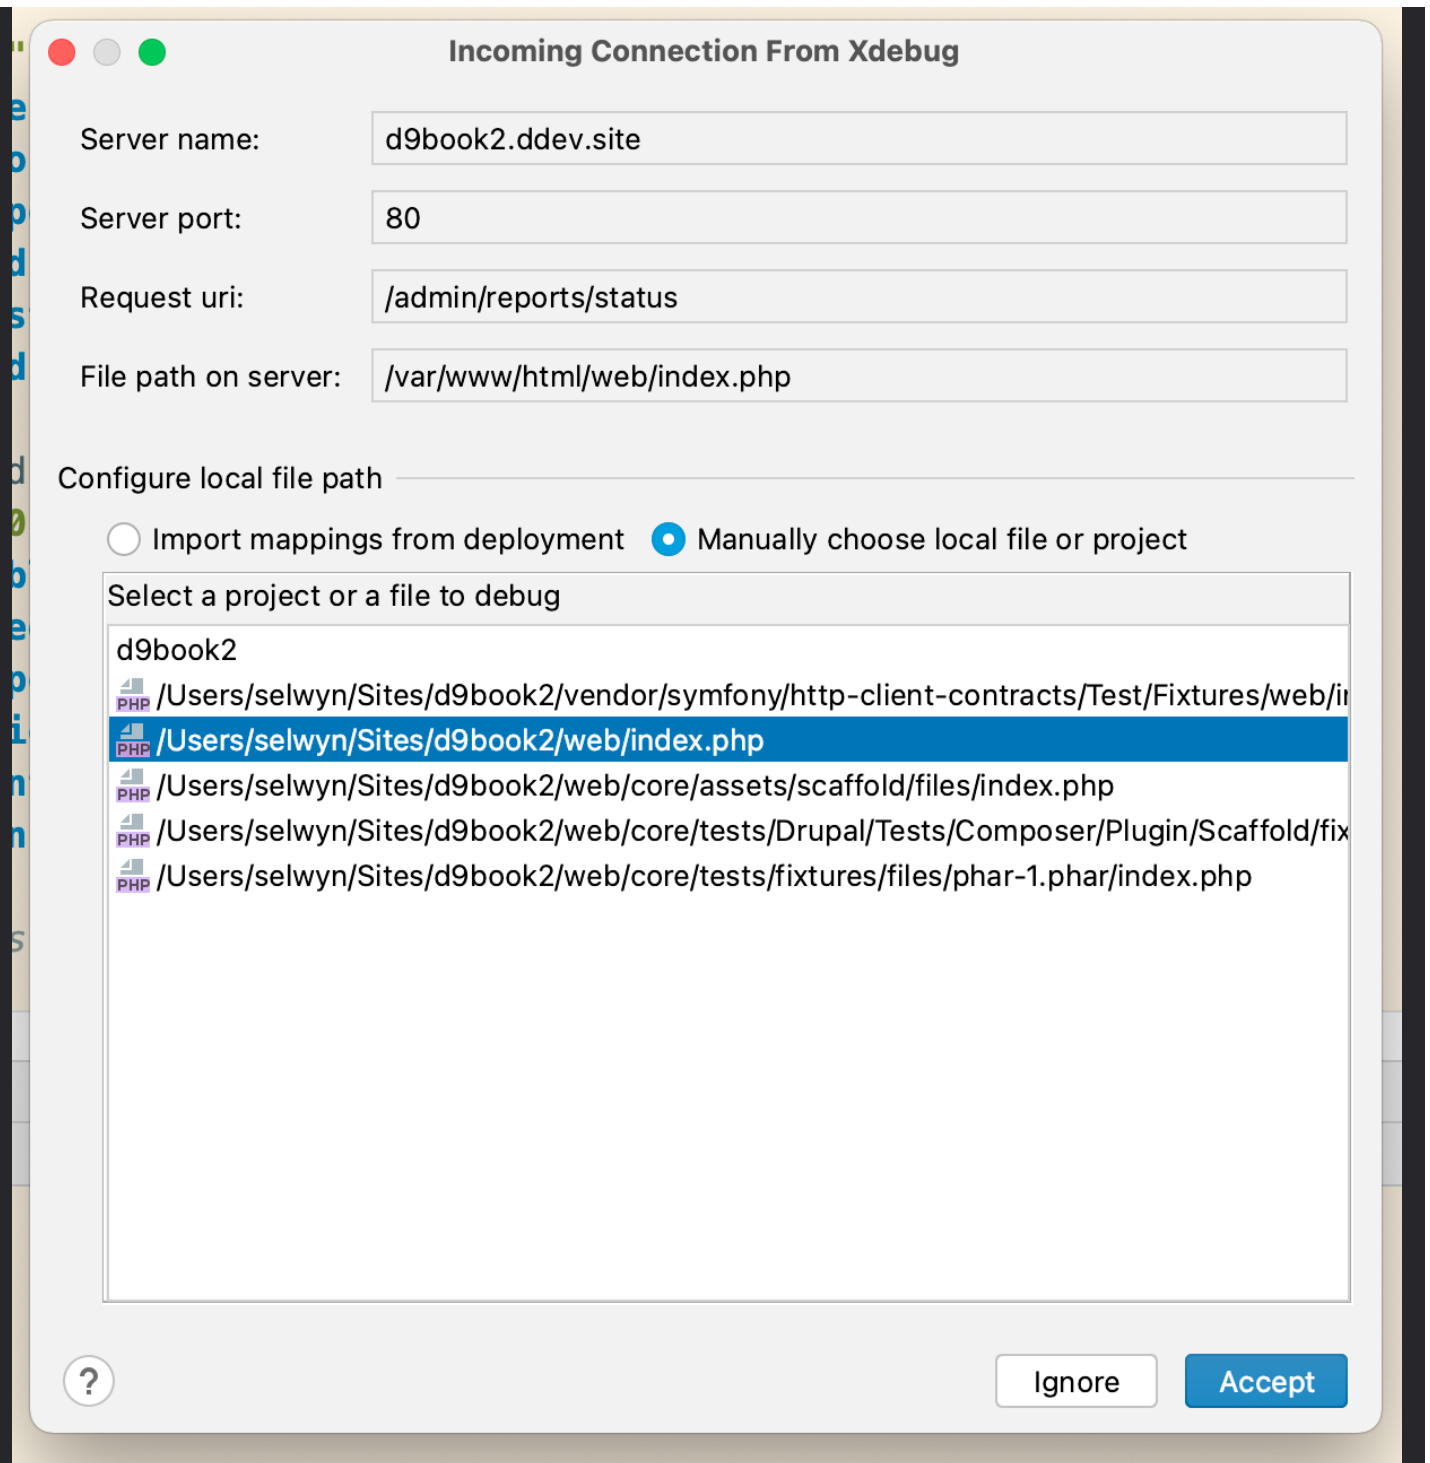 Incoming Connection From Xdebug
Server name: d9book2.ddev.site
Server port: 80
Request uri: /admin/reports/status
File path on server: /var/www/html/web/index.php
Configure local file path
Import mappings from deployment Manually choose local file or project
Select a project or a file to debug
d9book2
PHP /Users/selwyn/Sites/d9book2/vendor/symfony/http-client-contracts/Test/Fixtures/web/i
PHP /Users/selwyn/Sites/d9book2/web/index.php
PHP /Users/selwyn/Sites/d9book2/web/core/assets/scaffold/files/index.php
PHP /Users/selwyn/Sites/d9book2/web/core/tests/Drupal/Tests/Composer/Plugin/Scaffold/fix
PHP /Users/selwyn/Sites/d9book2/web/core/tests/fixtures/files/phar-1.phar/index.php
? Ignore Accept